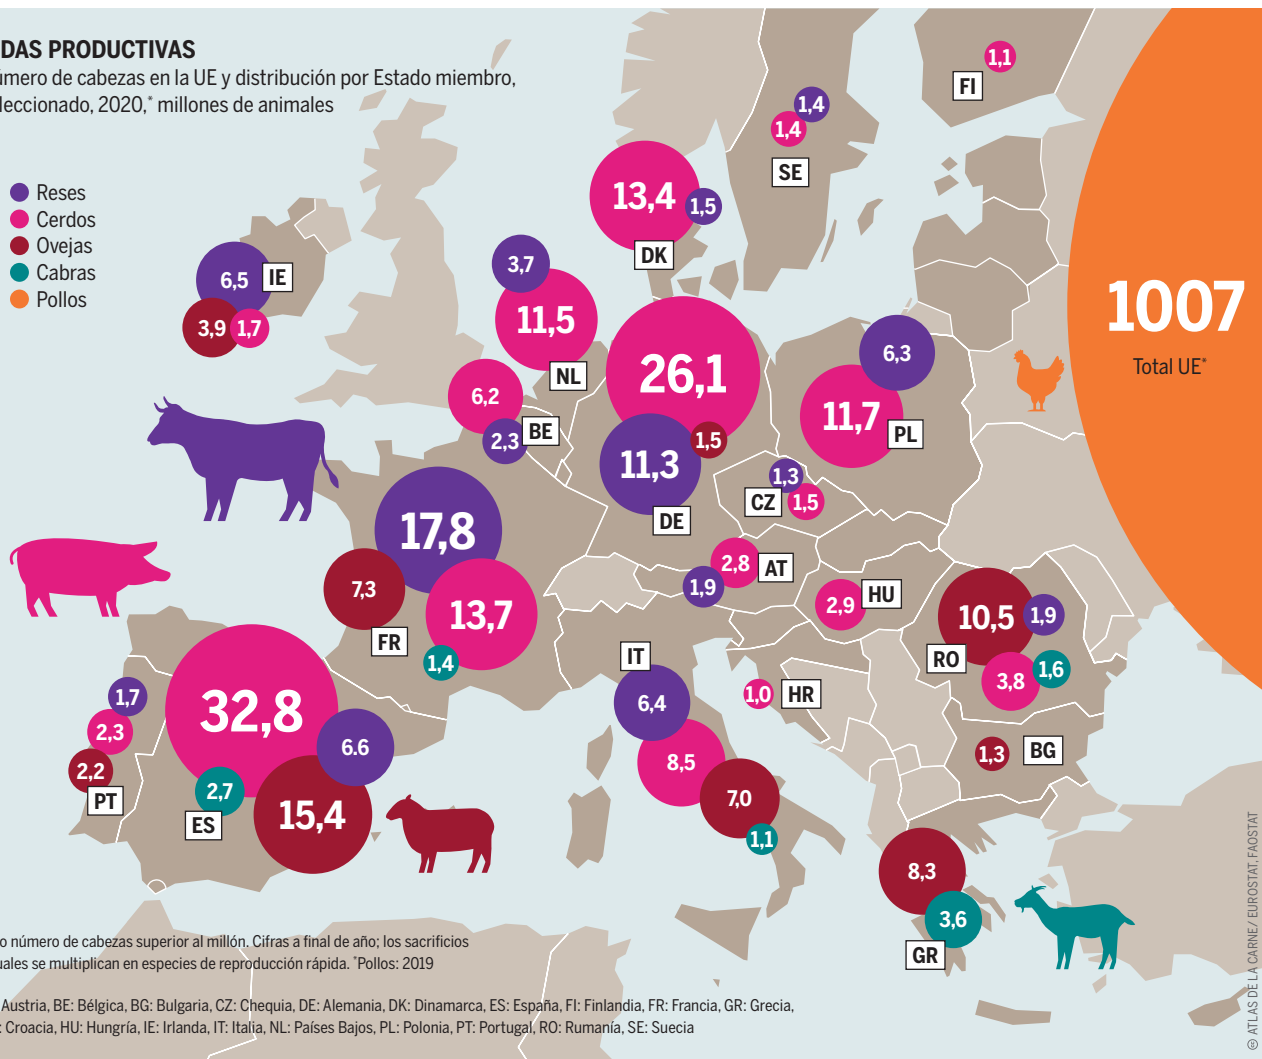 DAS PRODUCTIVAS
número de cabezas en la UE y distribución por Estado miembro,
leccionado, 2020,* millones de animales
Reses
Cerdos
Ovejas
Cabras
Pollos
1,1
FI
1,4
1,4
SE
13,4
1,5
DK
6,5
IE
3,9
1,7
3,7
11,5
NL
26,1
11,3
1,5
DE
6,3
11,7
PL
1007
Total UE*
6,2
2,3
BE
1,3
CZ
1,5
17,8
7,3
13,7
FR
1,4
2,8
AT
1,9
2,9
HU
10,5
1,9
RO
3,8
1,6
IT
6,4
8,5
7,0
1,1
1,0
HR
1,3
BG
1,7
2,3
2,2
PT
32,8
6.6
2,7
ES
15,4
8,3
3,6
GR
o número de cabezas superior al millón. Cifras a final de año; los sacrificios
uales se multiplican en especies de reproducción rápida. *Pollos: 2019
Austria, BE: Bélgica, BG: Bulgaria, CZ: Chequia, DE: Alemania, DK: Dinamarca, ES: España, FI: Finlandia, FR: Francia, GR: Grecia,
: Croacia, HU: Hungría, IE: Irlanda, IT: Italia, NL: Países Bajos, PL: Polonia, PT: Portugal, RO: Rumanía, SE: Suecia
ATLAS DE LA CARNE/ EUROSTAT, FAOSTAT